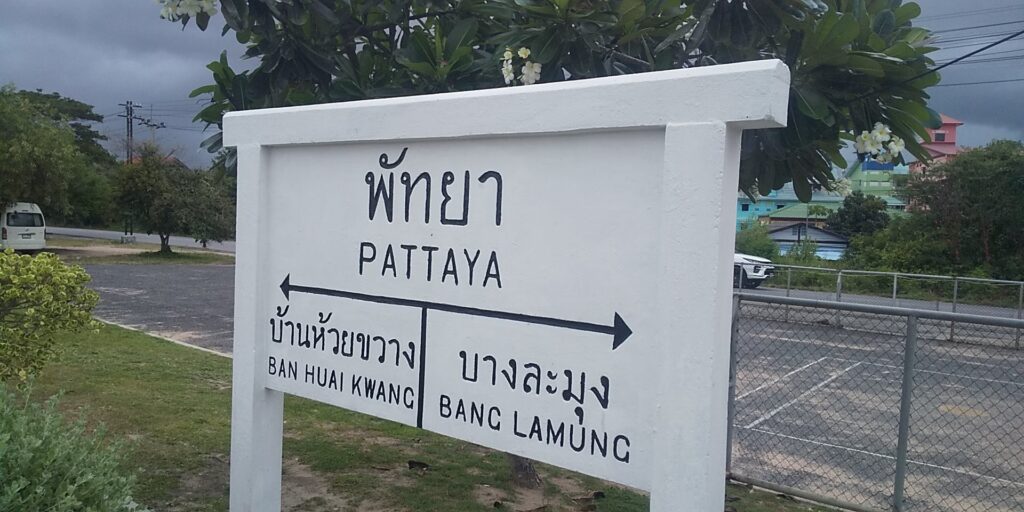 พัทยา
PATTAYA
บ้านห้วยขวาง
BAN HUAI KWANG
บางละมุง
BANG LAMUNG